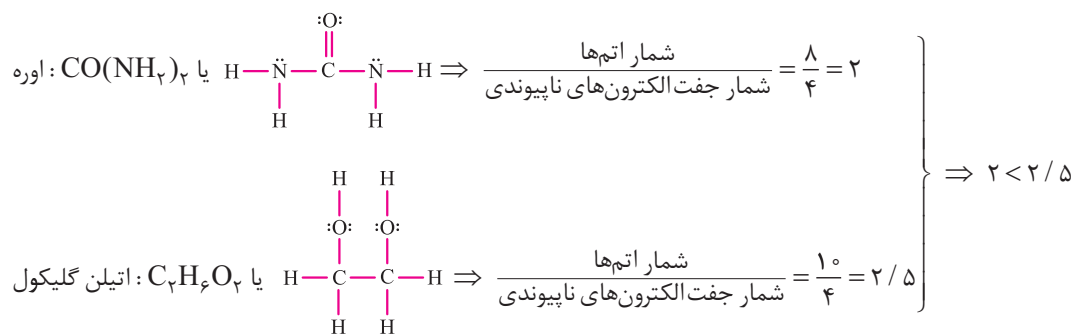 اوره : CO(NH۲)۲ یا
:O:
H—N̈—C—N̈—H
H H
⇒ شمار اتم‌ها / شمار جفت‌الکترون‌های ناپیوندی = ۸/۴ = ۲
⇒ ۲ < ۲/۵
اتیلن گلیکول : C۲H۶O۲ یا
H H
:O: :O:
H—C—C—H
H H
⇒ شمار اتم‌ها / شمار جفت‌الکترون‌های ناپیوندی = ۱۰/۴ = ۲/۵